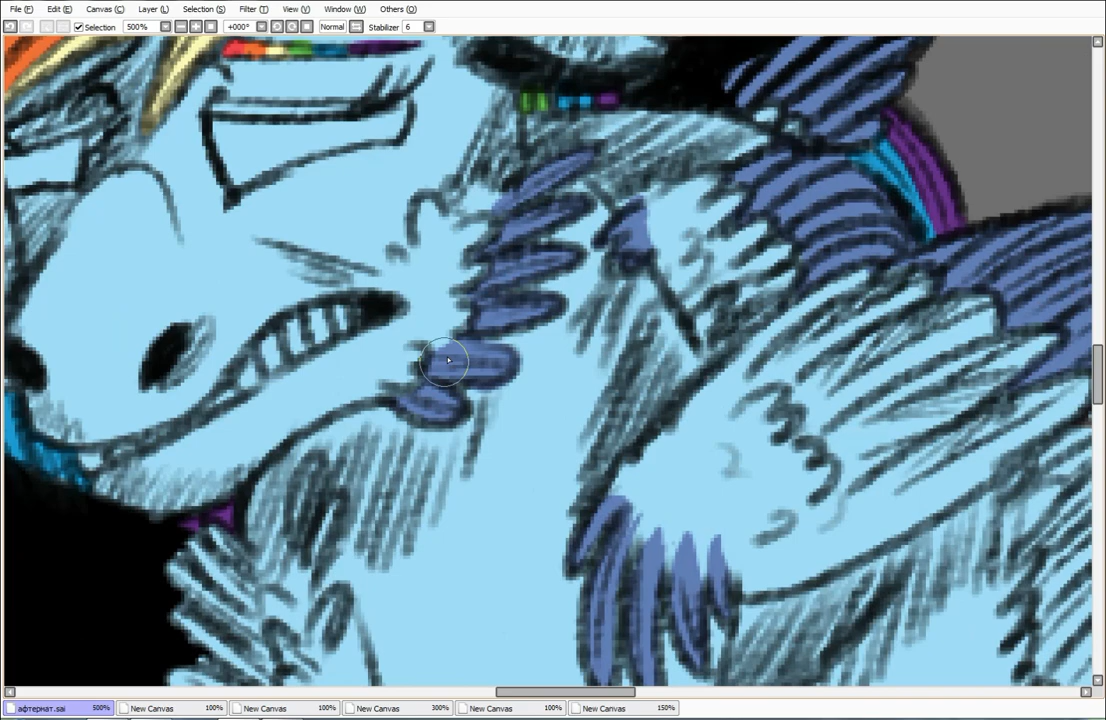 File (F) Edit (E) Canvas (C) Layer (L) Selection (S) Filter (T) View (V) Window (W) Others (O)
Selection 500% +000° Normal Stabilizer 6
афтермат.sai 500% New Canvas 100% New Canvas 100% New Canvas 300% New Canvas 100% New Canvas 150%